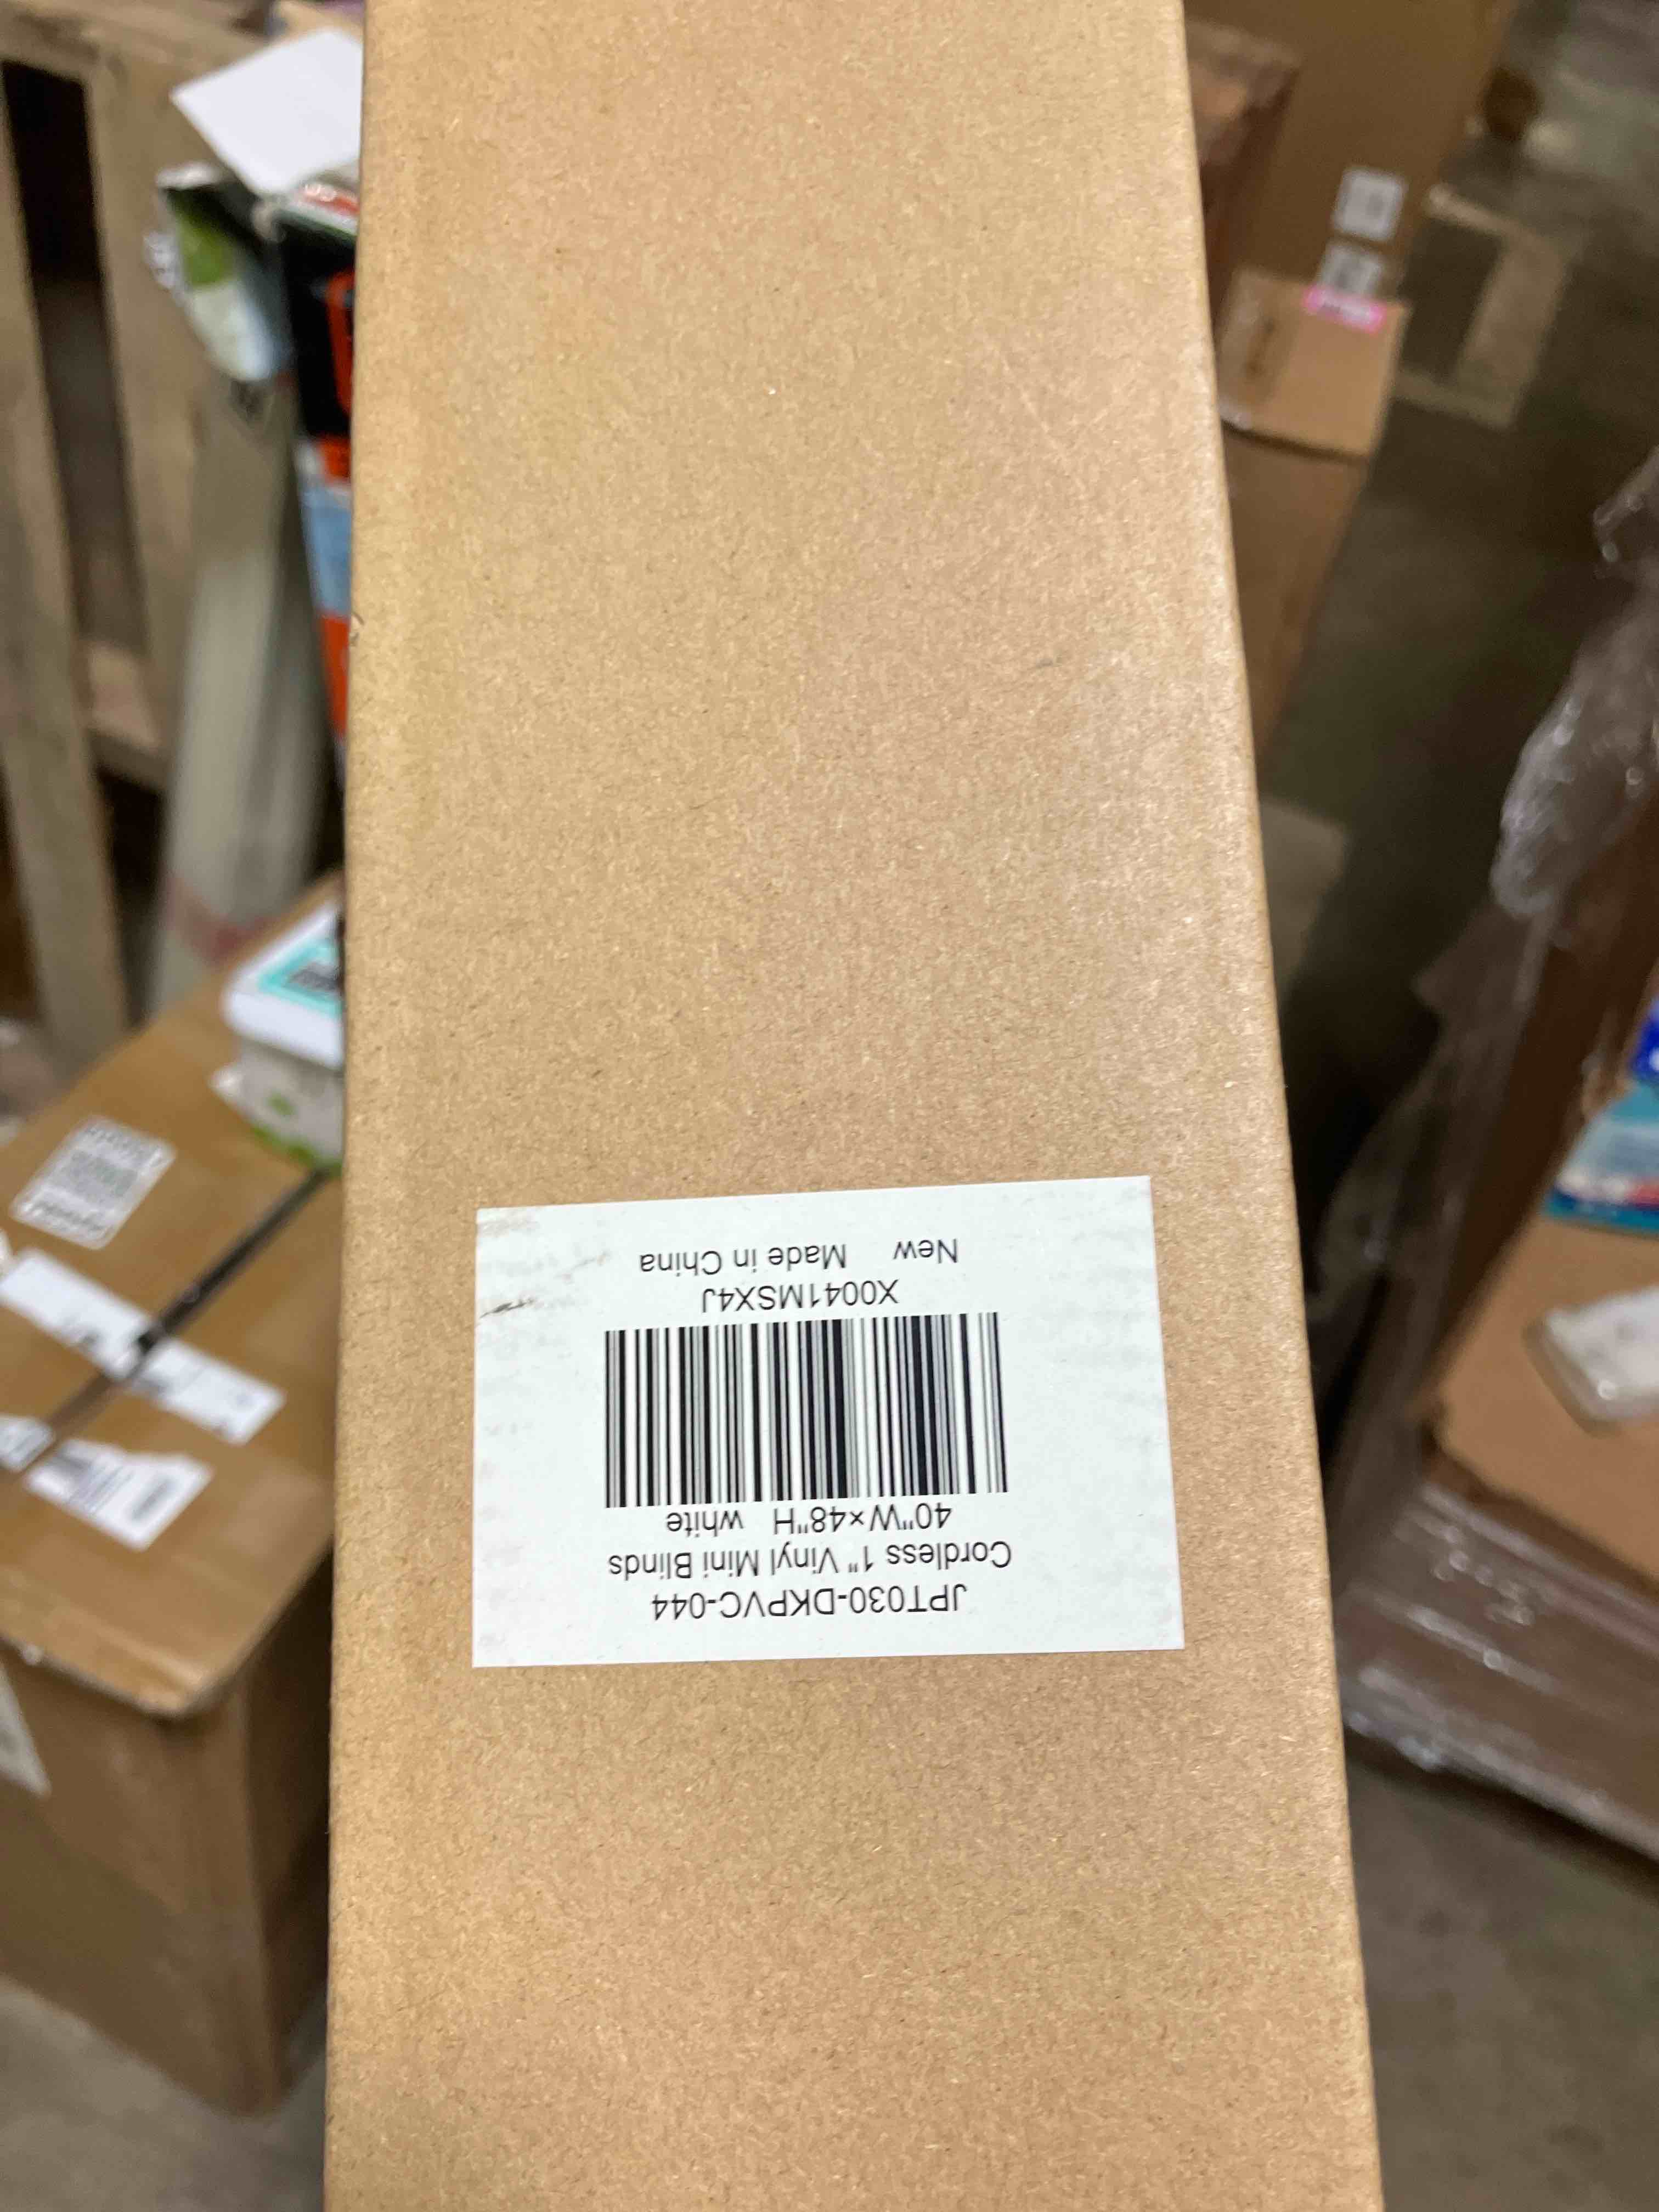 JPT030-DKPVC-044
Cordless 1" Vinyl Mini Blinds
40"W×48"H white
X0041MSX4J
New Made in China